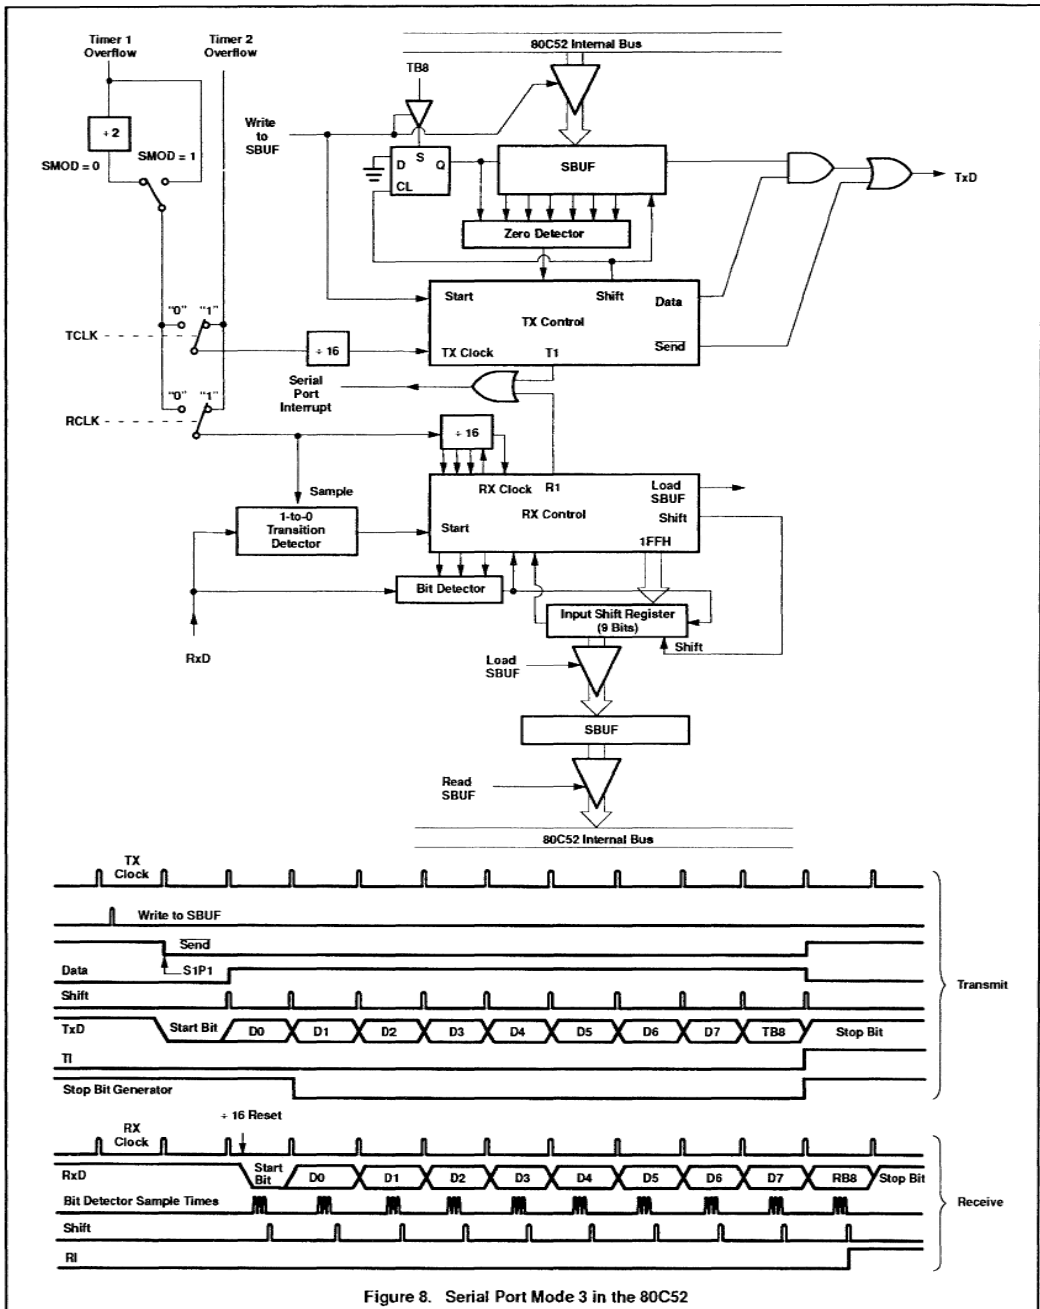 Timer 1
Overflow
Timer 2
Overflow
80C52 Internal Bus
TB8
Write
to
SBUF
÷ 2
SMOD = 0
SMOD = 1
D
S
Q
CL
SBUF
TxD
Zero Detector
Start
Shift
Data
TX Control
TX Clock
T1
Send
"0"
"1"
TCLK
÷ 16
Serial
Port
Interrupt
"0"
"1"
RCLK
÷ 16
Sample
RX Clock
R1
Load
SBUF
RX Control
Shift
Start
1FFH
1-to-0
Transition
Detector
Bit Detector
Input Shift Register
(9 Bits)
Shift
RxD
Load
SBUF
SBUF
Read
SBUF
80C52 Internal Bus
TX
Clock
Write to SBUF
Send
S1P1
Data
Shift
TxD
Start Bit
D0
D1
D2
D3
D4
D5
D6
D7
TB8
Stop Bit
TI
Stop Bit Generator
Transmit
÷ 16 Reset
RX
Clock
RxD
Start
Bit
D0
D1
D2
D3
D4
D5
D6
D7
RB8
Stop Bit
Bit Detector Sample Times
Shift
RI
Receive
Figure 8. Serial Port Mode 3 in the 80C52